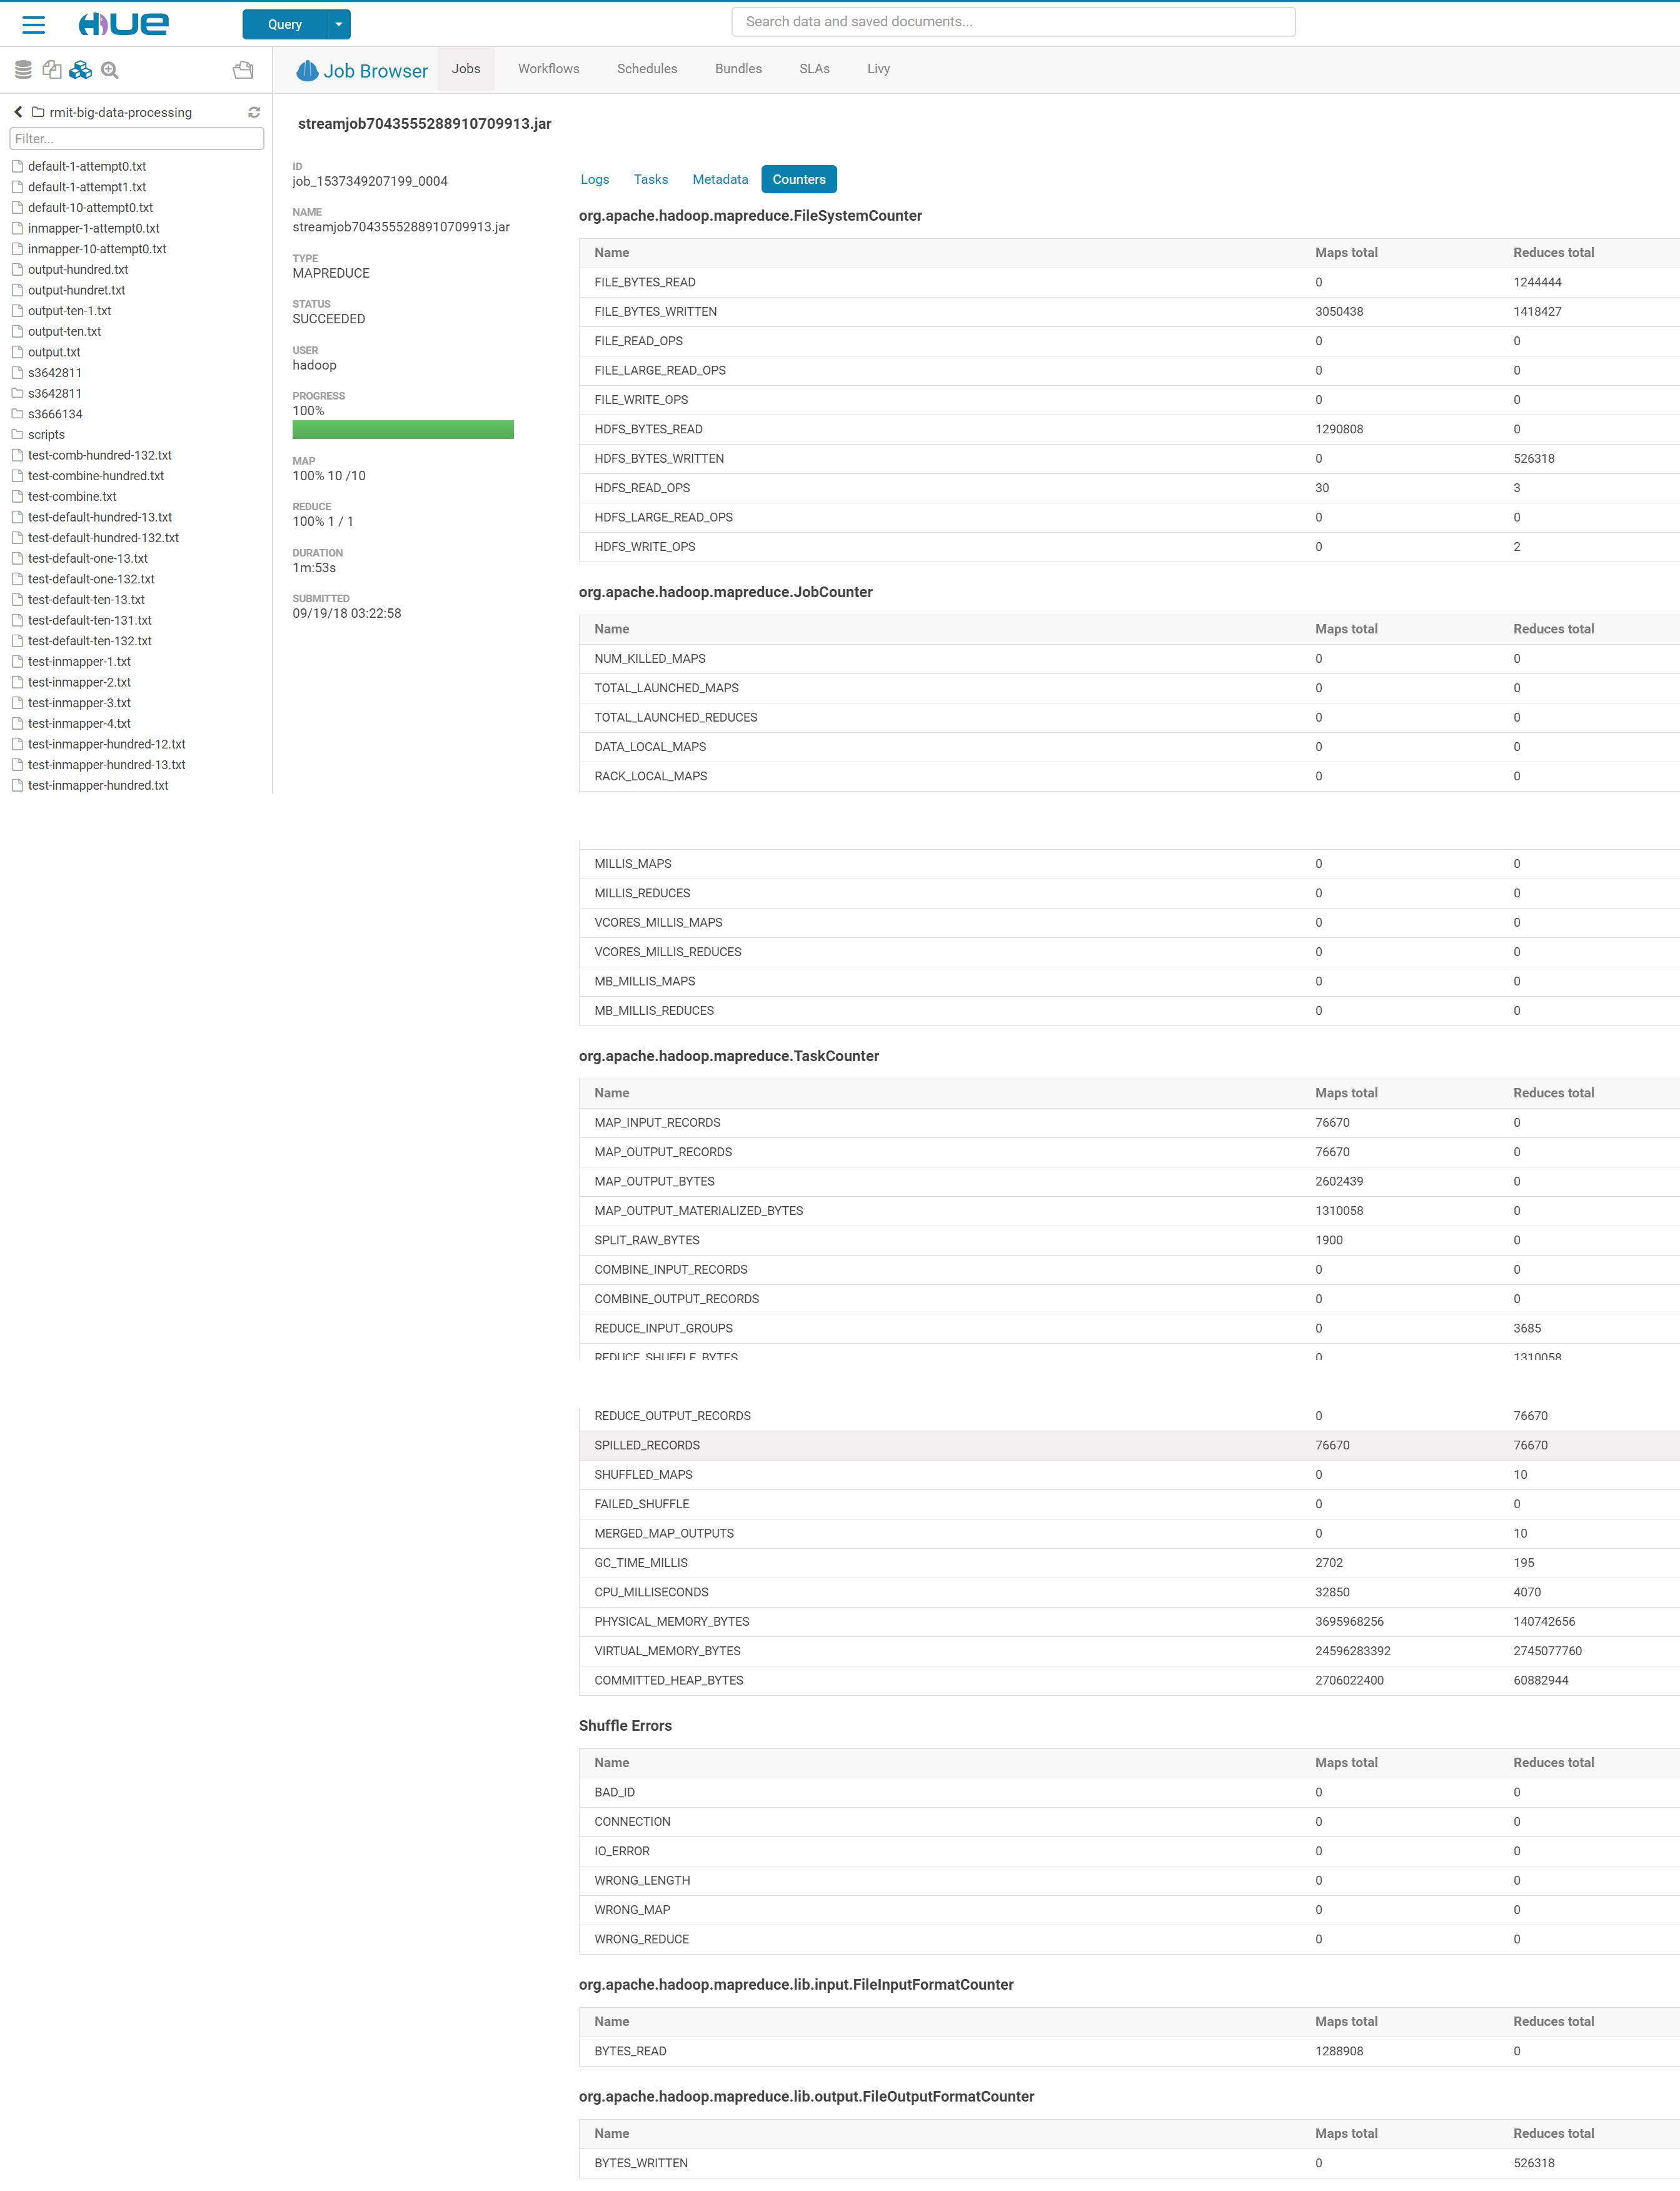 HUE
Query
Search data and saved documents...
Job Browser Jobs Workflows Schedules Bundles SLAs Livy
rmit-big-data-processing
Filter...
default-1-attempt0.txt
default-1-attempt1.txt
default-10-attempt0.txt
inmapper-1-attempt0.txt
inmapper-10-attempt0.txt
output-hundred.txt
output-hundret.txt
output-ten-1.txt
output-ten.txt
output.txt
s3642811
s3642811
s3666134
scripts
test-comb-hundred-132.txt
test-combine-hundred.txt
test-combine.txt
test-default-hundred-13.txt
test-default-hundred-132.txt
test-default-one-13.txt
test-default-one-132.txt
test-default-ten-13.txt
test-default-ten-131.txt
test-default-ten-132.txt
test-inmapper-1.txt
test-inmapper-2.txt
test-inmapper-3.txt
test-inmapper-4.txt
test-inmapper-hundred-12.txt
test-inmapper-hundred-13.txt
test-inmapper-hundred.txt
streamjob7043555288910709913.jar
ID
job_1537349207199_0004
NAME
streamjob7043555288910709913.jar
TYPE
MAPREDUCE
STATUS
SUCCEEDED
USER
hadoop
PROGRESS
100%
MAP
100% 10 /10
REDUCE
100% 1 / 1
DURATION
1m:53s
SUBMITTED
09/19/18 03:22:58
Logs Tasks Metadata Counters
org.apache.hadoop.mapreduce.FileSystemCounter
Name Maps total Reduces total
FILE_BYTES_READ 0 1244444
FILE_BYTES_WRITTEN 3050438 1418427
FILE_READ_OPS 0 0
FILE_LARGE_READ_OPS 0 0
FILE_WRITE_OPS 0 0
HDFS_BYTES_READ 1290808 0
HDFS_BYTES_WRITTEN 0 526318
HDFS_READ_OPS 30 3
HDFS_LARGE_READ_OPS 0 0
HDFS_WRITE_OPS 0 2
org.apache.hadoop.mapreduce.JobCounter
Name Maps total Reduces total
NUM_KILLED_MAPS 0 0
TOTAL_LAUNCHED_MAPS 0 0
TOTAL_LAUNCHED_REDUCES 0 0
DATA_LOCAL_MAPS 0 0
RACK_LOCAL_MAPS 0 0
MILLIS_MAPS 0 0
MILLIS_REDUCES 0 0
VCORES_MILLIS_MAPS 0 0
VCORES_MILLIS_REDUCES 0 0
MB_MILLIS_MAPS 0 0
MB_MILLIS_REDUCES 0 0
org.apache.hadoop.mapreduce.TaskCounter
Name Maps total Reduces total
MAP_INPUT_RECORDS 76670 0
MAP_OUTPUT_RECORDS 76670 0
MAP_OUTPUT_BYTES 2602439 0
MAP_OUTPUT_MATERIALIZED_BYTES 1310058 0
SPLIT_RAW_BYTES 1900 0
COMBINE_INPUT_RECORDS 0 0
COMBINE_OUTPUT_RECORDS 0 0
REDUCE_INPUT_GROUPS 0 3685
REDUCE_SHUFFLE_BYTES 0 1310058
REDUCE_OUTPUT_RECORDS 0 76670
SPILLED_RECORDS 76670 76670
SHUFFLED_MAPS 0 10
FAILED_SHUFFLE 0 0
MERGED_MAP_OUTPUTS 0 10
GC_TIME_MILLIS 2702 195
CPU_MILLISECONDS 32850 4070
PHYSICAL_MEMORY_BYTES 3695968256 140742656
VIRTUAL_MEMORY_BYTES 24596283392 2745077760
COMMITTED_HEAP_BYTES 2706022400 60882944
Shuffle Errors
Name Maps total Reduces total
BAD_ID 0 0
CONNECTION 0 0
IO_ERROR 0 0
WRONG_LENGTH 0 0
WRONG_MAP 0 0
WRONG_REDUCE 0 0
org.apache.hadoop.mapreduce.lib.input.FileInputFormatCounter
Name Maps total Reduces total
BYTES_READ 1288908 0
org.apache.hadoop.mapreduce.lib.output.FileOutputFormatCounter
Name Maps total Reduces total
BYTES_WRITTEN 0 526318